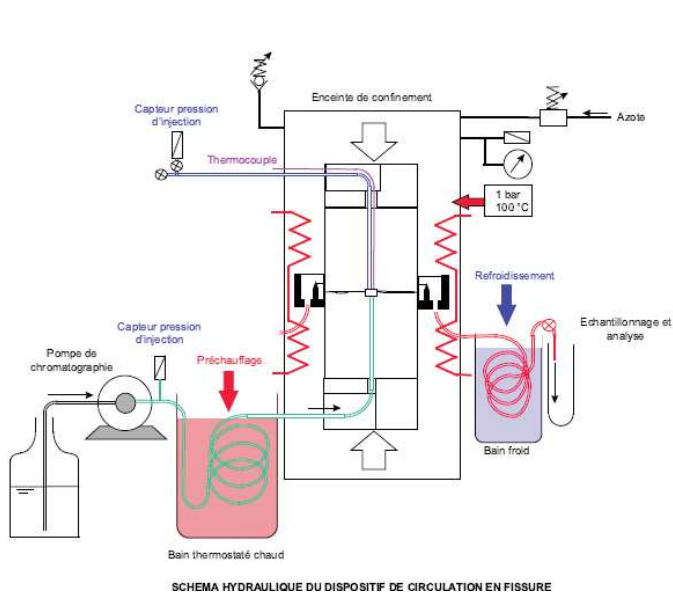 Enceinte de confinement
Capteur pression
d'injection
Azote
Thermocouple
1 bar
100 °C
Refroidissement
Echantillonnage et
analyse
Capteur pression
d'injection
Pompe de
chromatographie
Préchauffage
Bain froid
Bain thermostaté chaud
SCHEMA HYDRAULIQUE DU DISPOSITIF DE CIRCULATION EN FISSURE